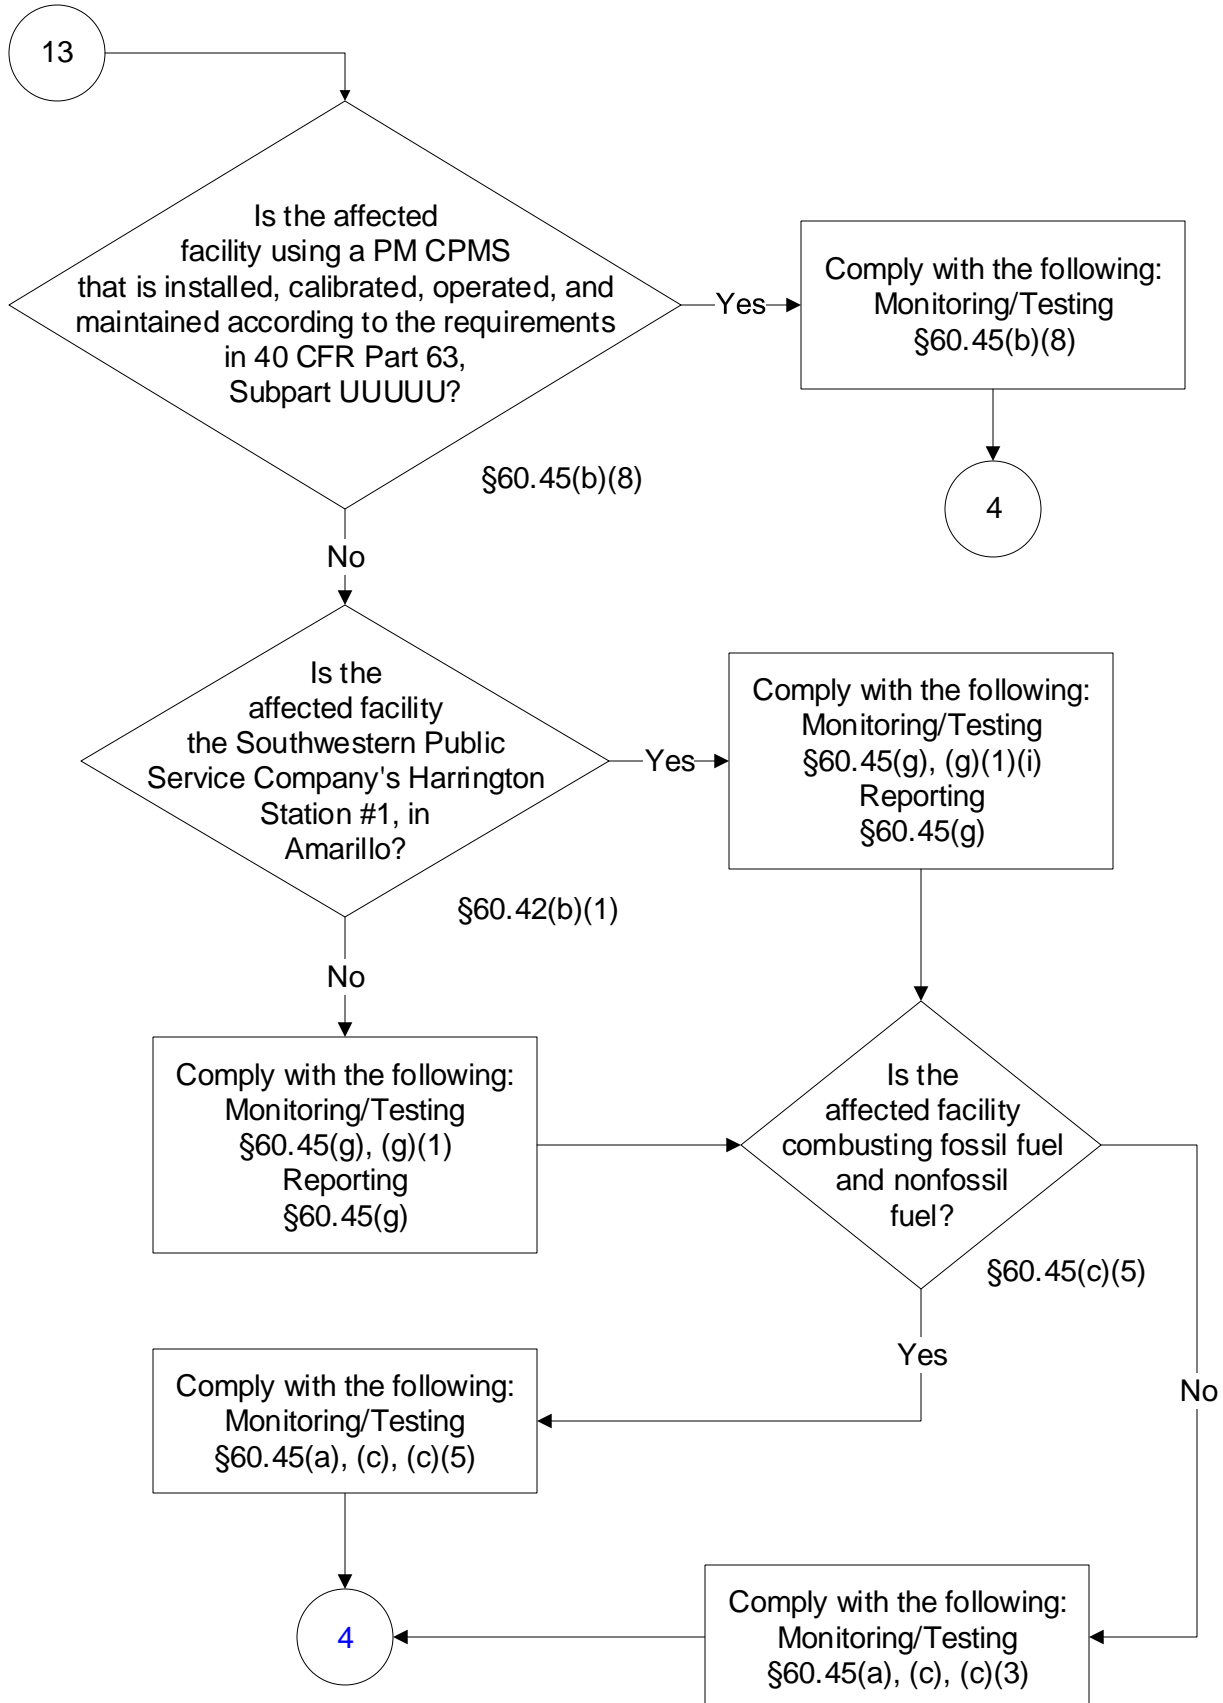 13
Is the affected
facility using a PM CPMS
that is installed, calibrated, operated, and
maintained according to the requirements
in 40 CFR Part 63,
Subpart UUUUU?
Yes
Comply with the following:
Monitoring/Testing
§60.45(b)(8)
§60.45(b)(8)
4
No
Is the
affected facility
the Southwestern Public
Service Company's Harrington
Station #1, in
Amarillo?
Yes
Comply with the following:
Monitoring/Testing
§60.45(g), (g)(1)(i)
Reporting
§60.45(g)
§60.42(b)(1)
No
Comply with the following:
Monitoring/Testing
§60.45(g), (g)(1)
Reporting
§60.45(g)
Is the
affected facility
combusting fossil fuel
and nonfossil
fuel?
§60.45(c)(5)
Yes
No
Comply with the following:
Monitoring/Testing
§60.45(a), (c), (c)(5)
4
Comply with the following:
Monitoring/Testing
§60.45(a), (c), (c)(3)